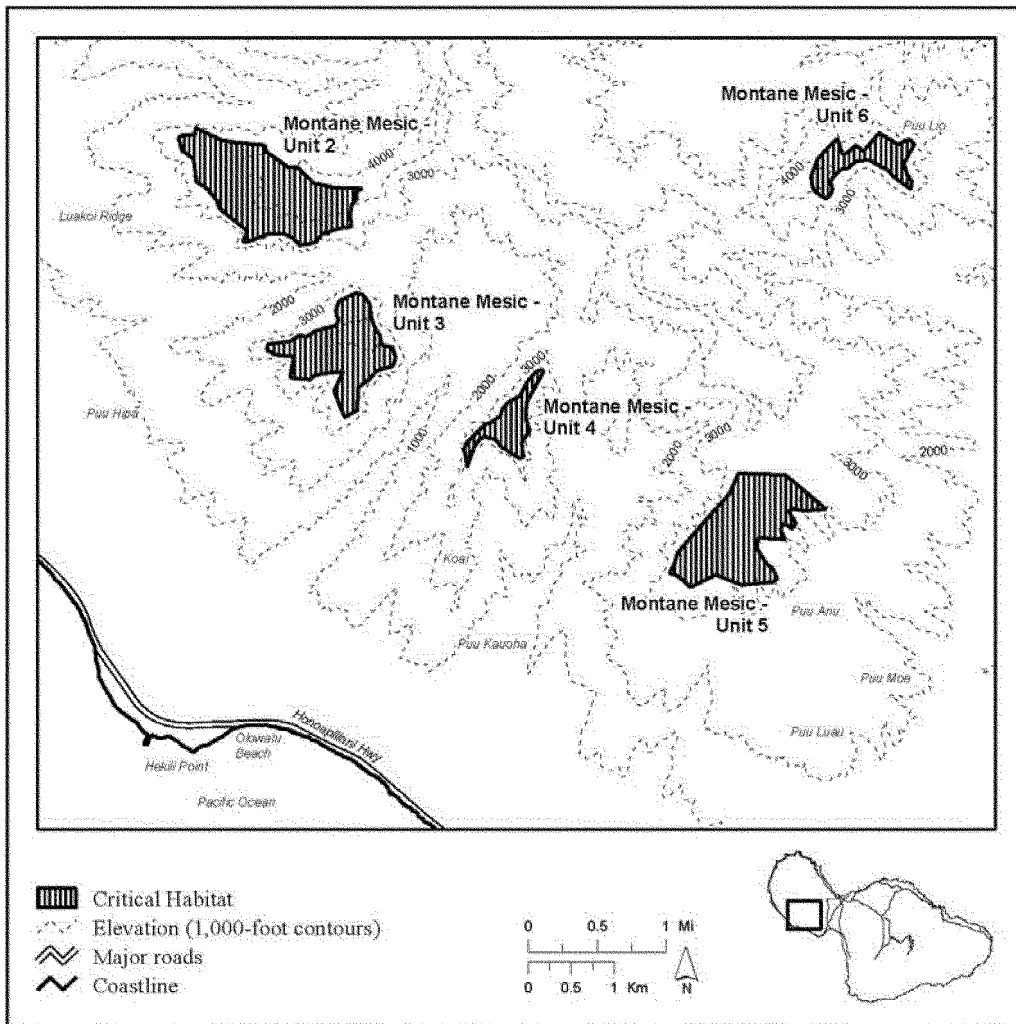 Montane Mesic -
Unit 2
Montane Mesic -
Unit 6
Puu Lio
4000
3000
4000
3000
Luakoi Ridge
2000
3000
Montane Mesic -
Unit 3
3000
2000
Puu Hipa
Montane Mesic -
Unit 4
1000
2000
3000
3000
2000
Koai
Montane Mesic -
Unit 5
Puu Anu
Puu Kauoha
Puu Moe
Puu Luau
Honoapiilani Hwy
Olowalu
Beach
Hekili Point
Pacific Ocean
Critical Habitat
Elevation (1,000-foot contours)
Major roads
Coastline
0 0.5 1 Mi
0 0.5 1 Km
N